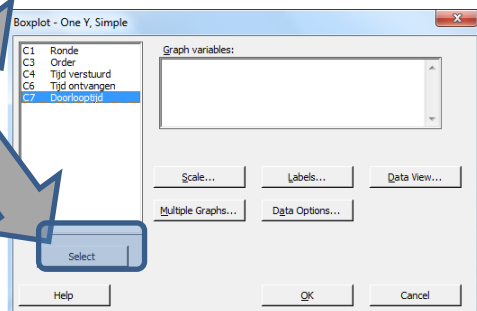 Boxplot - One Y, Simple
C1 Ronde
C3 Order
C4 Tijd verstuurd
C6 Tijd ontvangen
C7 Doorlooptijd
Graph variables:
Scale... Labels... Data View...
Multiple Graphs... Data Options...
Select
Help OK Cancel